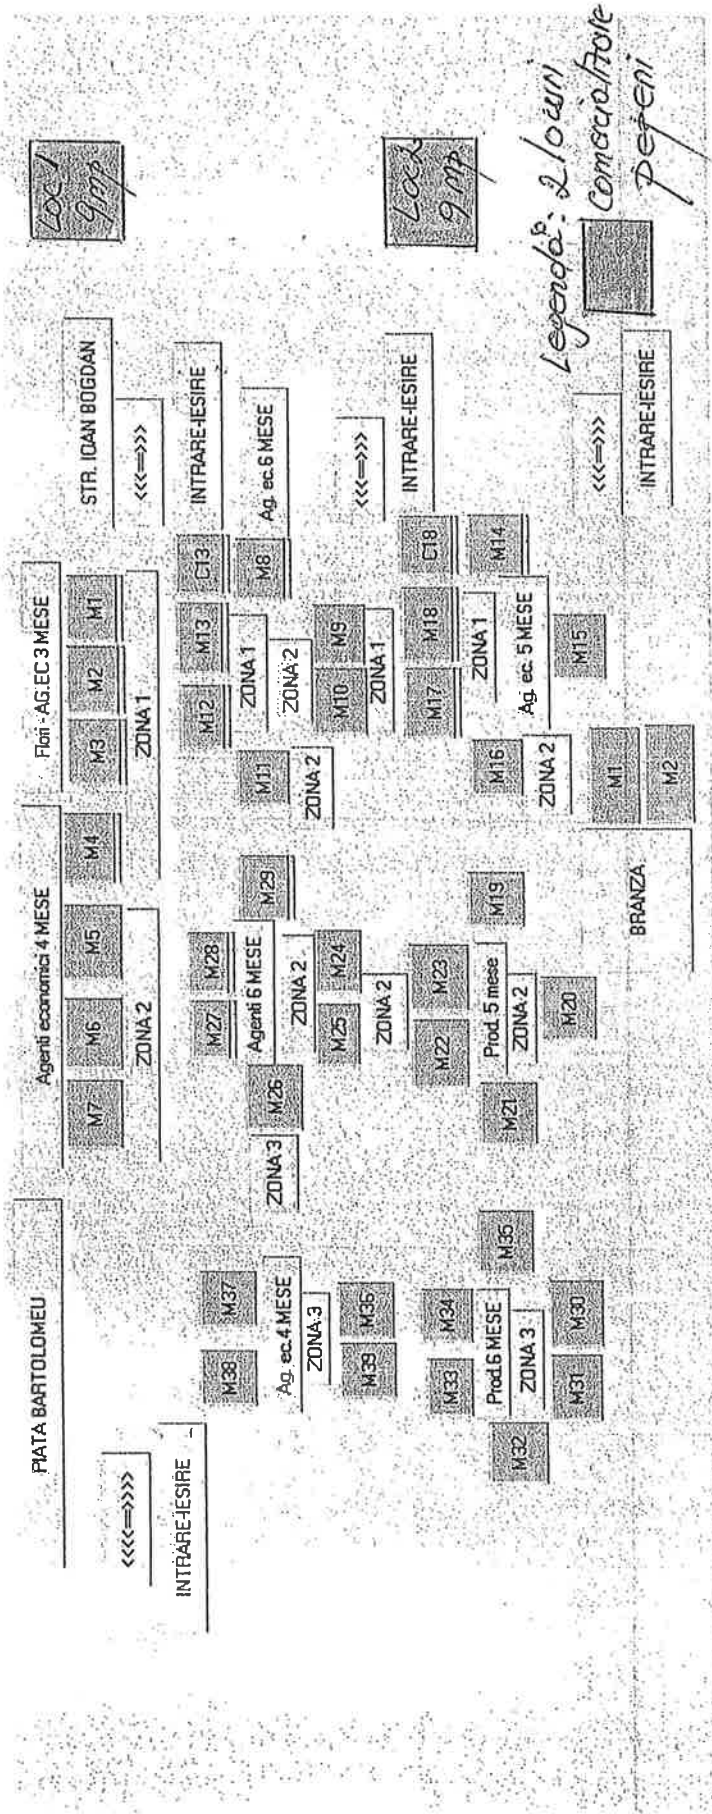 PIATA BARTOLOMEU
Agenti economici 4 MESE
Flori - AG.EC 3 MESE
STR. IOAN BOGDAN
Loc 1
9 mp
M7
M6
M5
M4
M3
M2
M1
ZONA 2
ZONA 1
<<<<=>>>>
<<<=>>>
INTRARE-IESIRE
INTRARE-IESIRE
M38
M37
M27
M28
M12
M13
C13
Ag. ec.4 MESE
ZONA 3
M39
M36
ZONA 3
M26
Agenti 6 MESE
M29
ZONA 2
M25
M24
ZONA 2
M11
ZONA 2
ZONA 1
M8
Ag. ec.6 MESE
ZONA 2
M10
M9
ZONA 1
<<<=>>>
INTRARE-IESIRE
Loc 2
9 mp
M33
M34
M22
M23
M17
M18
C18
M32
Prod.6 MESE
M35
ZONA 3
M31
M30
M21
Prod. 5 mese
M19
ZONA 2
M20
M16
ZONA 2
ZONA 1
M14
Ag. ec. 5 MESE
M15
BRANZA
M1
M2
<<<=>>>
INTRARE-IESIRE
Legendă: 2 locuri
comercializare
pepeni